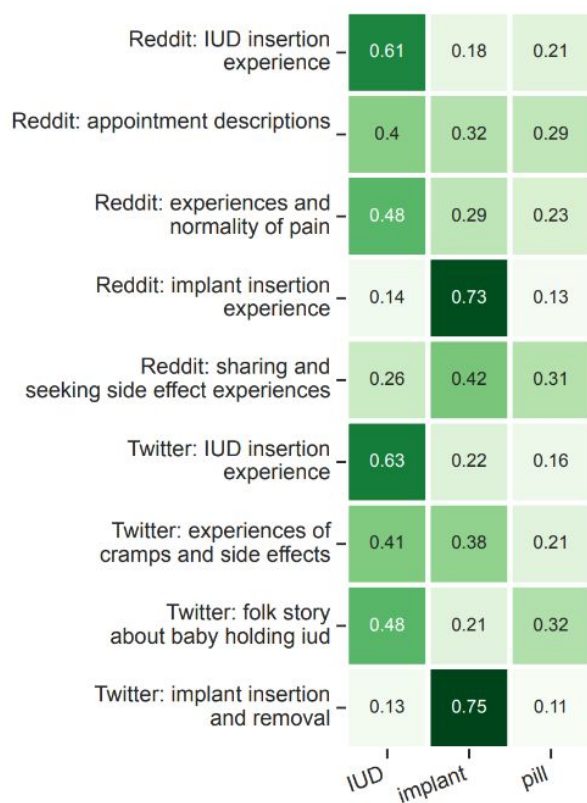 Reddit: IUD insertion
experience
0.61 0.18 0.21
Reddit: appointment descriptions
0.4 0.32 0.29
Reddit: experiences and
normality of pain
0.48 0.29 0.23
Reddit: implant insertion
experience
0.14 0.73 0.13
Reddit: sharing and
seeking side effect experiences
0.26 0.42 0.31
Twitter: IUD insertion
experience
0.63 0.22 0.16
Twitter: experiences of
cramps and side effects
0.41 0.38 0.21
Twitter: folk story
about baby holding iud
0.48 0.21 0.32
Twitter: implant insertion
and removal
0.13 0.75 0.11
IUD implant pill